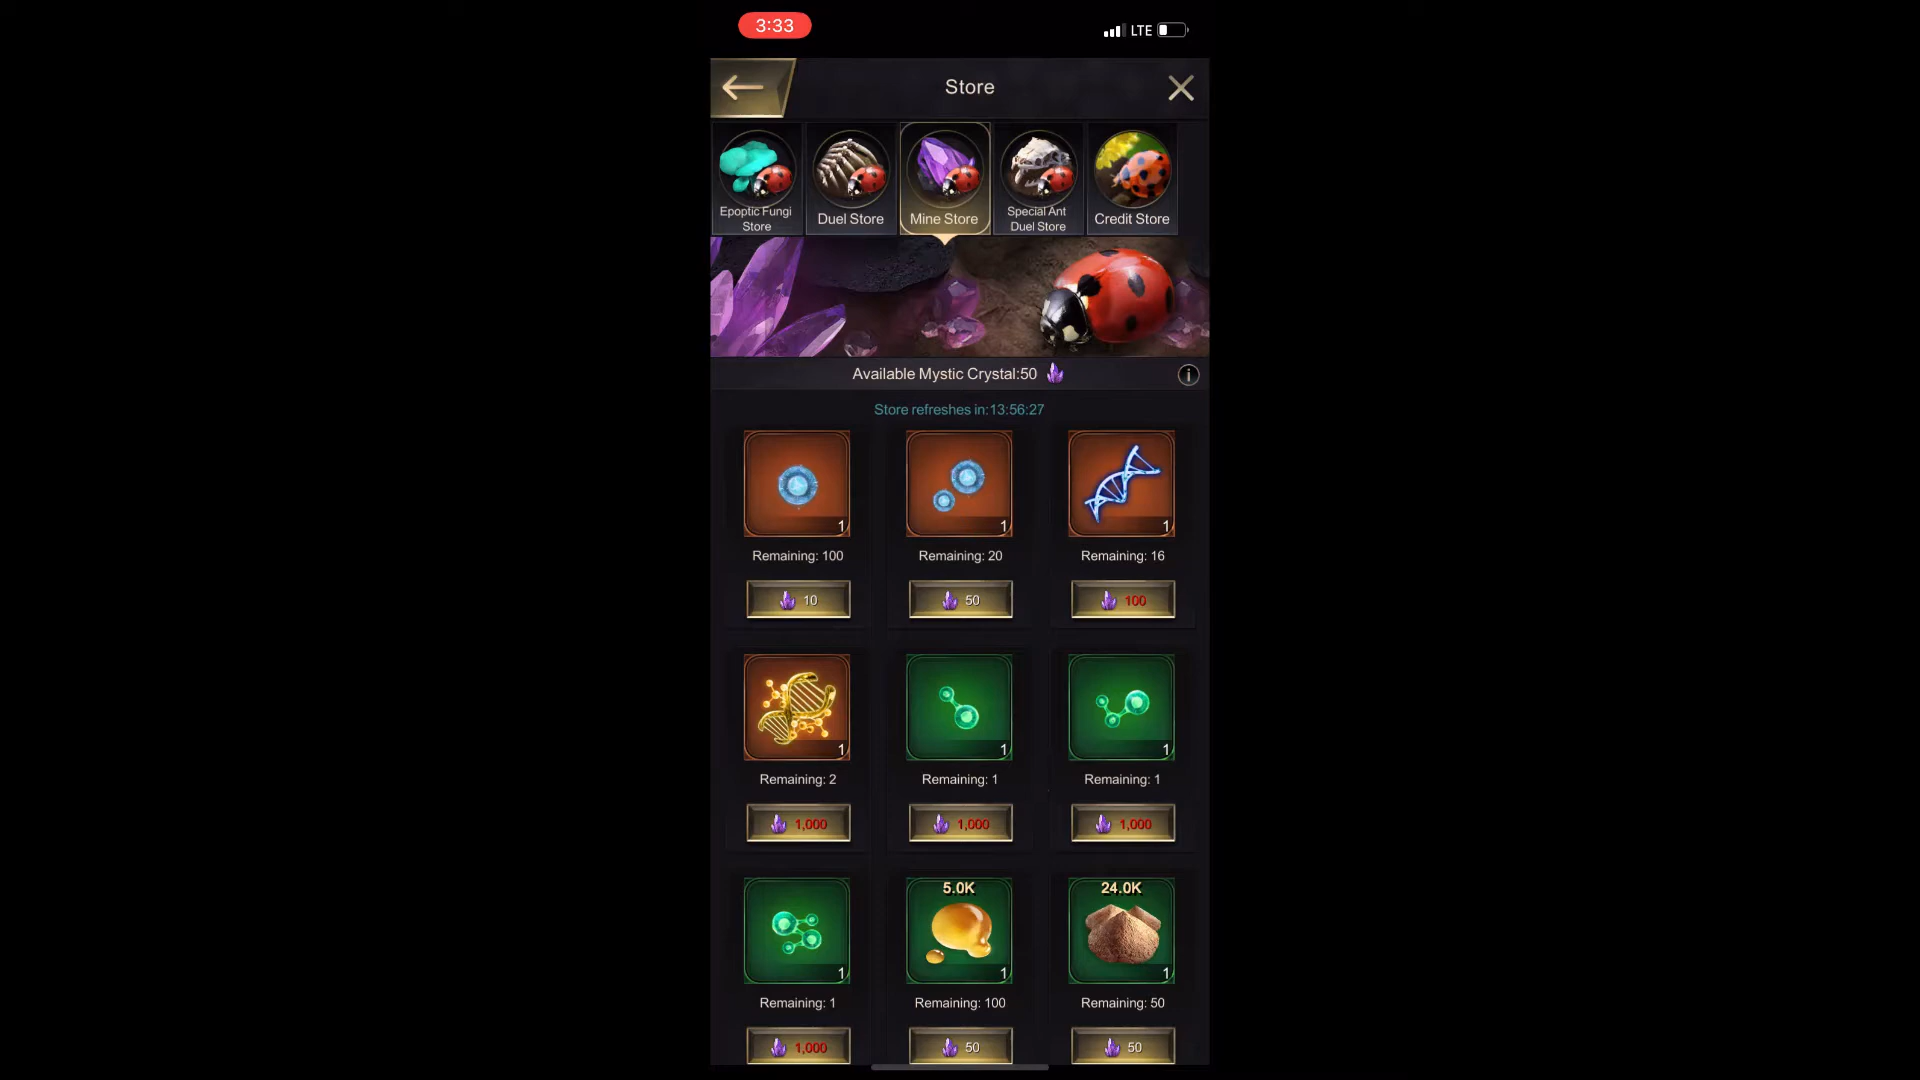 3:33
LTE
Store
Epoptic Fungi
Store
Duel Store
Mine Store
Special Ant
Duel Store
Credit Store
Available Mystic Crystal:50
Store refreshes in:13:56:27
1
1
1
Remaining: 100
Remaining: 20
Remaining: 16
10
50
100
1
1
1
Remaining: 2
Remaining: 1
Remaining: 1
1,000
1,000
1,000
5.0K
24.0K
1
1
1
Remaining: 1
Remaining: 100
Remaining: 50
1,000
50
50